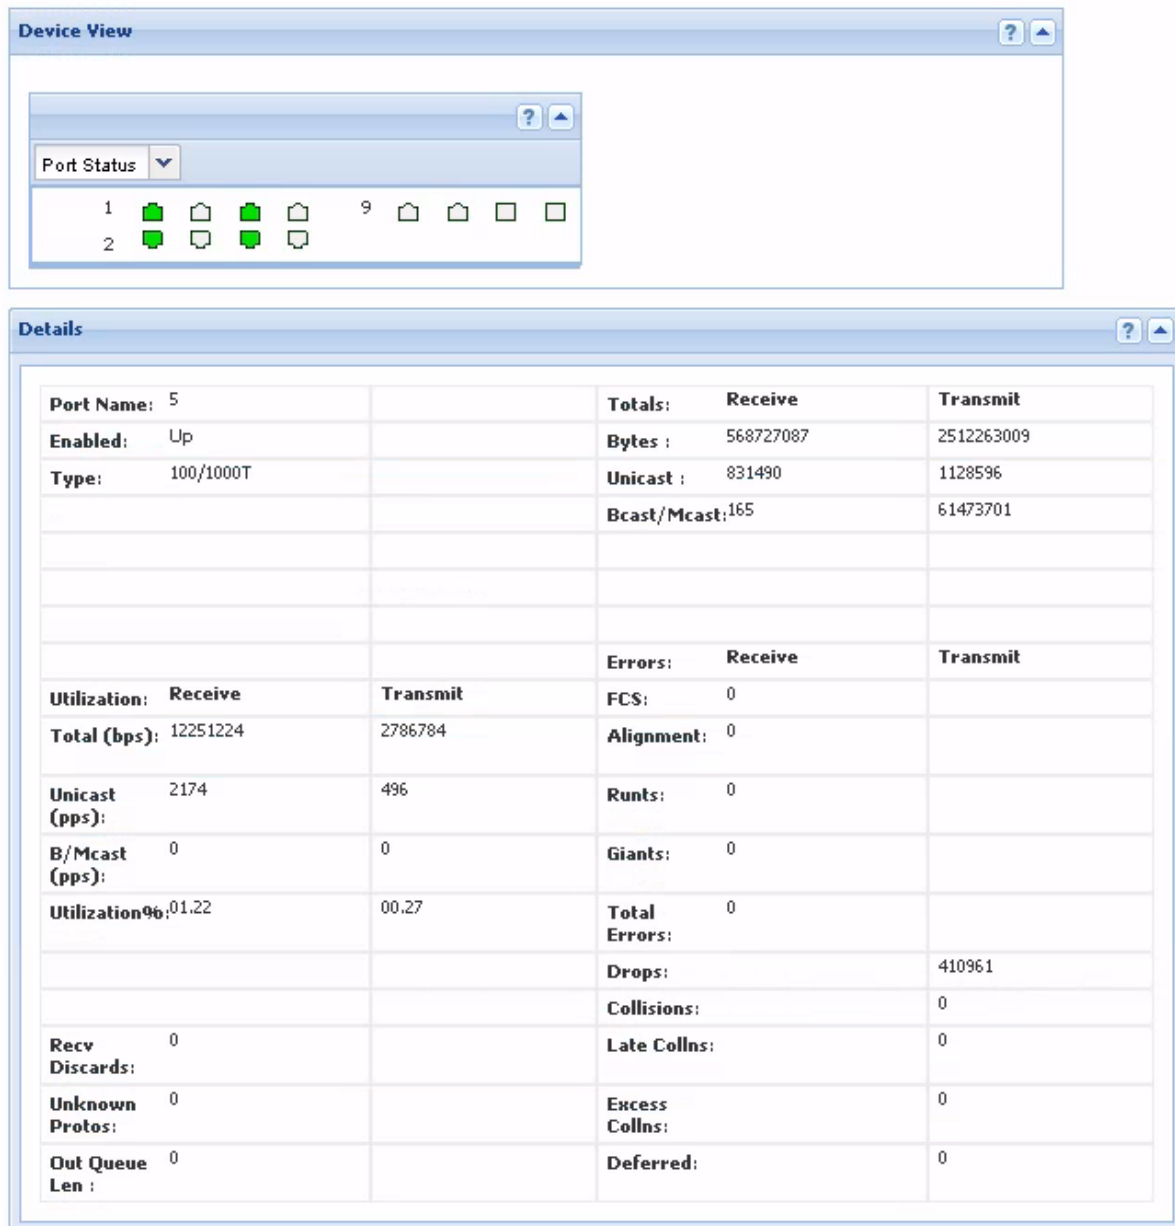 Device View
?
?
Port Status
1 9
2
Details
?
Port Name: 5 Totals: Receive Transmit
Enabled: Up Bytes : 568727087 2512263009
Type: 100/1000T Unicast : 831490 1128596
Bcast/Mcast: 165 61473701
Errors: Receive Transmit
Utilization: Receive Transmit FCS: 0
Total (bps): 12251224 2786784 Alignment: 0
Unicast (pps): 2174 496 Runts: 0
B/Mcast (pps): 0 0 Giants: 0
Utilization%: 01.22 00.27 Total Errors: 0
Drops: 410961
Collisions: 0
Recv Discards: 0 Late Collns: 0
Unknown Protos: 0 Excess Collns: 0
Out Queue Len : 0 Deferred: 0